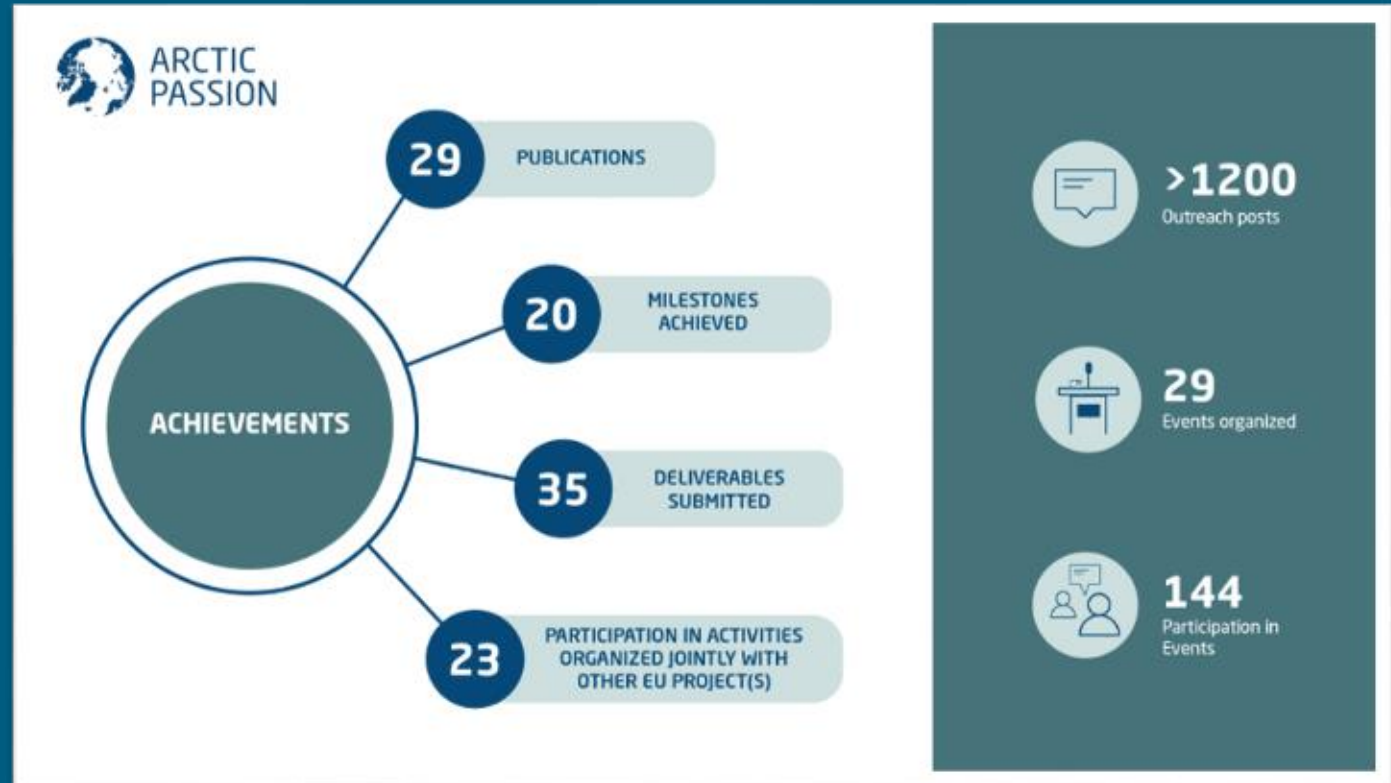 ARCTIC
PASSION
29
PUBLICATIONS
20
MILESTONES
ACHIEVED
ACHIEVEMENTS
35
DELIVERABLES
SUBMITTED
23
PARTICIPATION IN ACTIVITIES
ORGANIZED JOINTLY WITH
OTHER EU PROJECT(S)
>1200
Outreach posts
29
Events organized
144
Participation in
Events